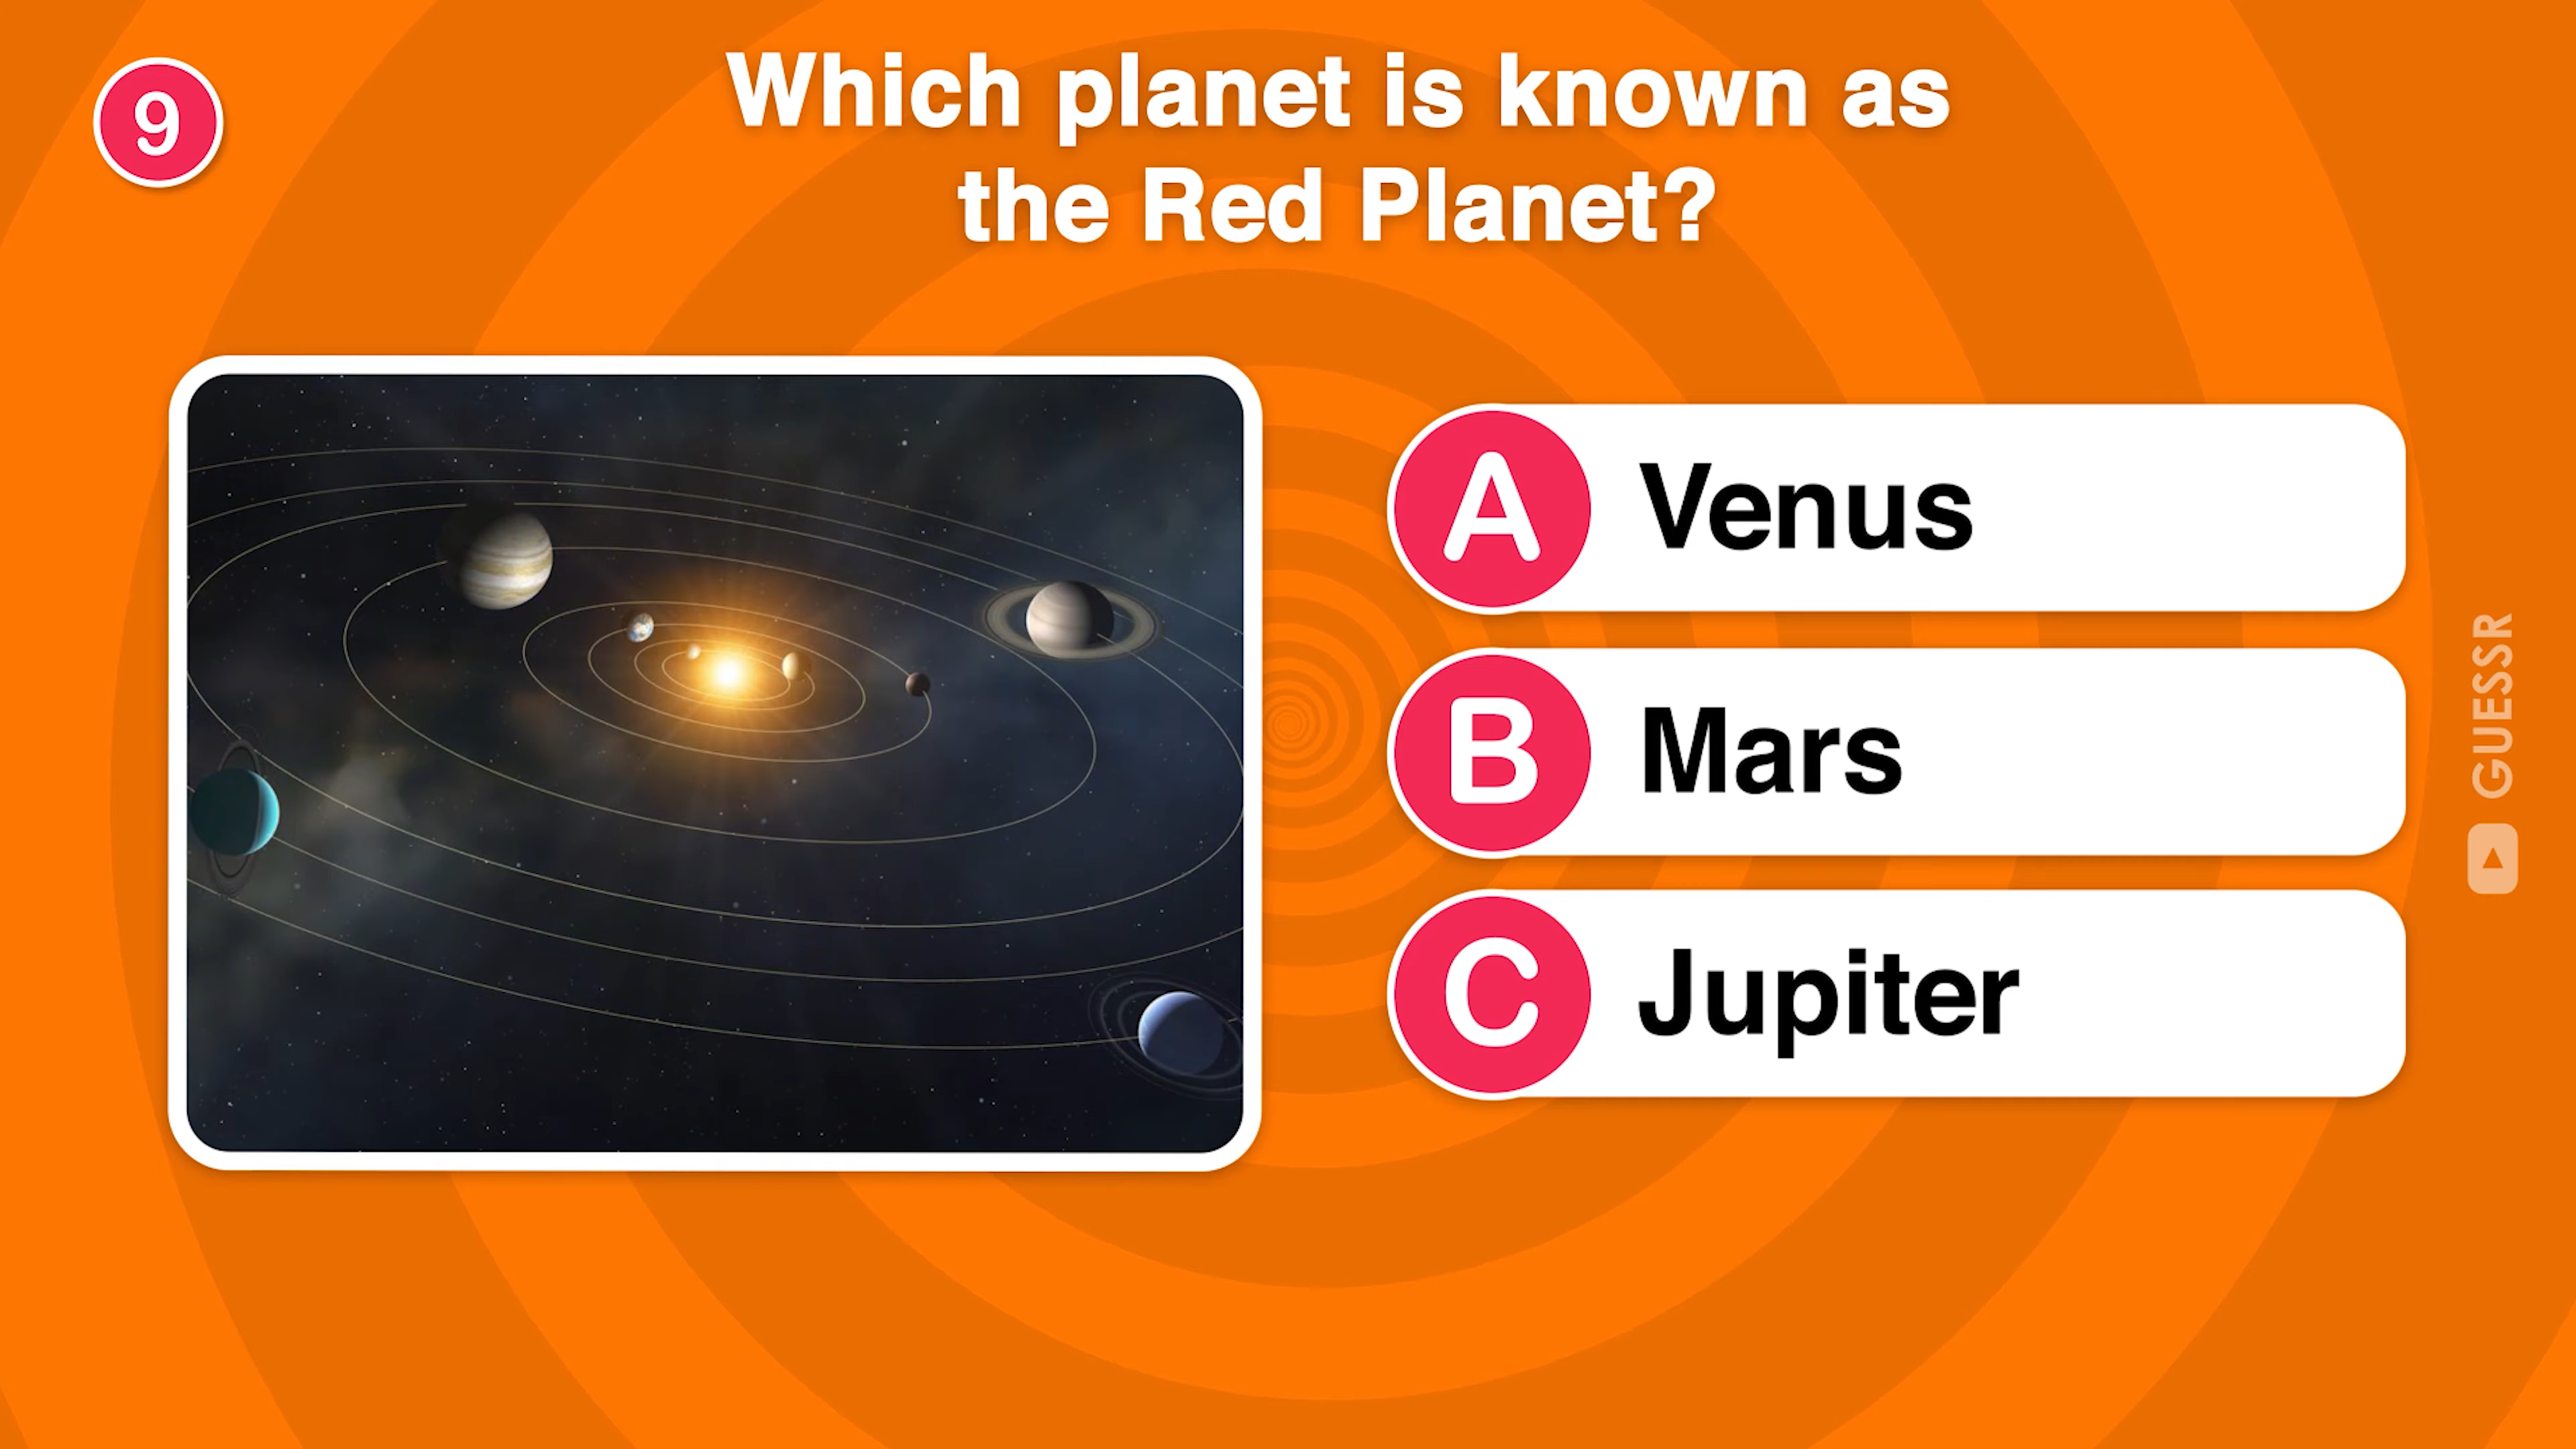 9
Which planet is known as
the Red Planet?
A Venus
B Mars
C Jupiter
GUESSR